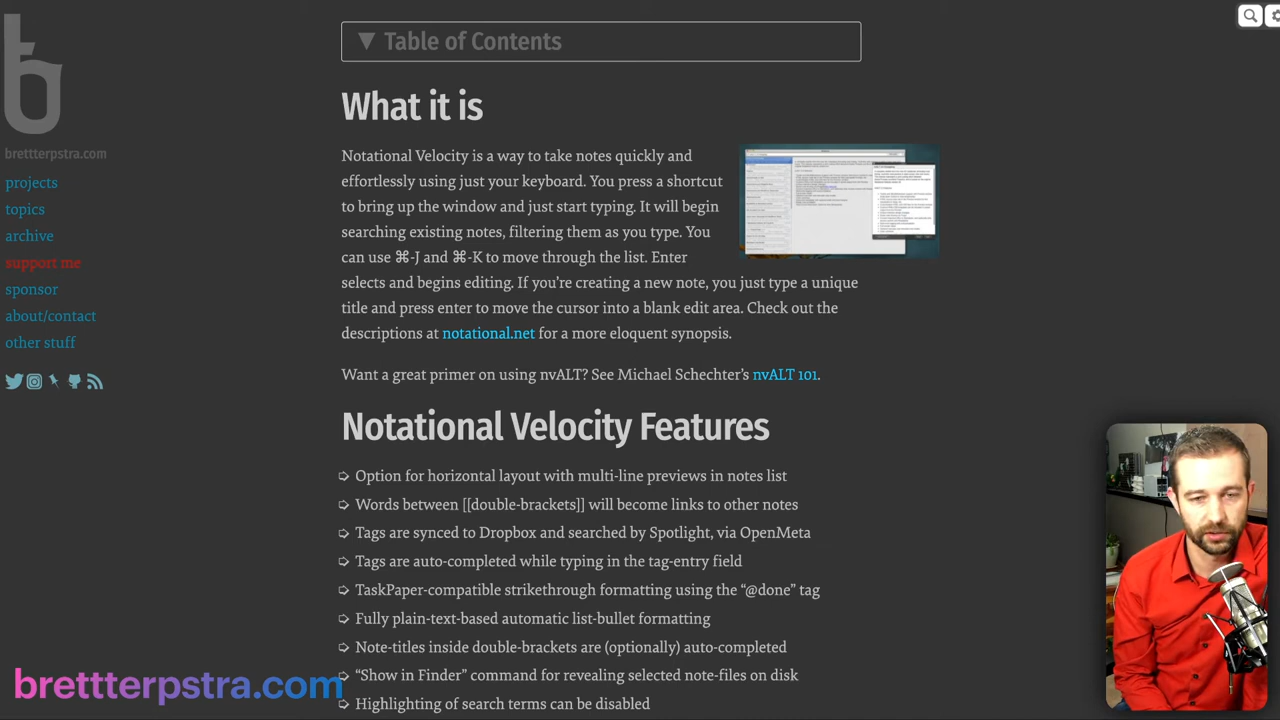 ▼ Table of Contents
brettterpstra.com
projects
topics
archive
support me
sponsor
about/contact
other stuff
What it is
Notational Velocity is a way to take notes quickly and
effortlessly using just your keyboard. You press a shortcut
to bring up the window and just start typing. It will begin
searching existing notes, filtering them as you type. You
can use ⌘-J and ⌘-K to move through the list. Enter
selects and begins editing. If you’re creating a new note, you just type a unique
title and press enter to move the cursor into a blank edit area. Check out the
descriptions at notational.net for a more eloquent synopsis.
Want a great primer on using nvALT? See Michael Schechter’s nvALT 101.
Notational Velocity Features
➩ Option for horizontal layout with multi-line previews in notes list
➩ Words between [[double-brackets]] will become links to other notes
➩ Tags are synced to Dropbox and searched by Spotlight, via OpenMeta
➩ Tags are auto-completed while typing in the tag-entry field
➩ TaskPaper-compatible strikethrough formatting using the “@done” tag
➩ Fully plain-text-based automatic list-bullet formatting
➩ Note-titles inside double-brackets are (optionally) auto-completed
➩ “Show in Finder” command for revealing selected note-files on disk
➩ Highlighting of search terms can be disabled
brettterpstra.com